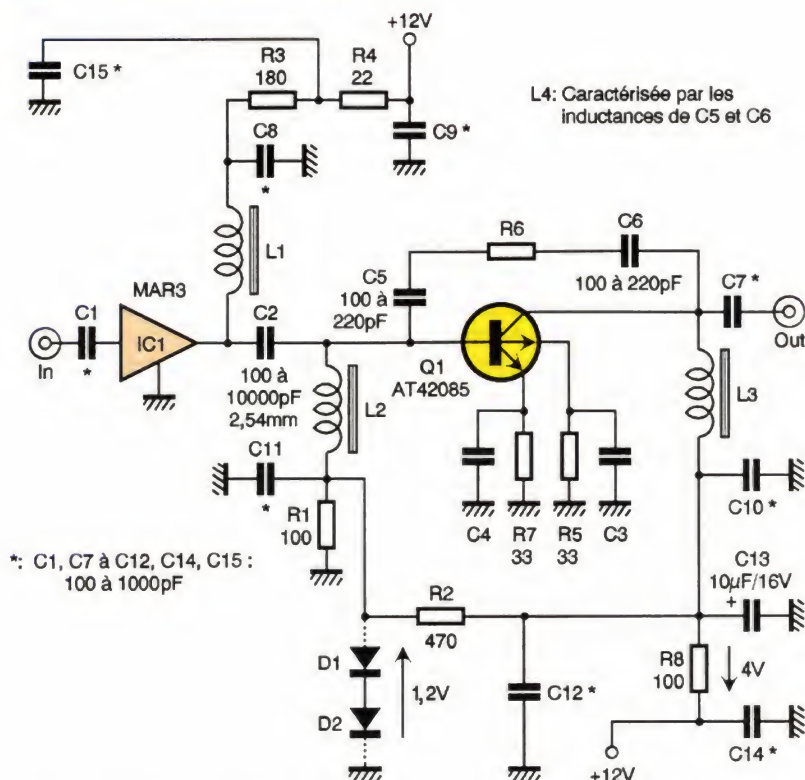 +12V
C15 *
R3
180
R4
22
C9 *
L4: Caractérisée par les
inductances de C5 et C6
C8
*
L1
R6
C6
100 à 220pF
C5
100 à
220pF
C7 *
MAR3
C1
*
In
IC1
C2
100 à
10000pF
2,54mm
Q1
AT42085
Out
L2
L3
C11
*
R1
100
C4
R7
33
R5
33
C3
C10 *
*: C1, C7 à C12, C14, C15 :
100 à 1000pF
C13
10µF/16V
+
R2
470
D1
D2
1,2V
C12 *
R8
100
4V
C14 *
+12V